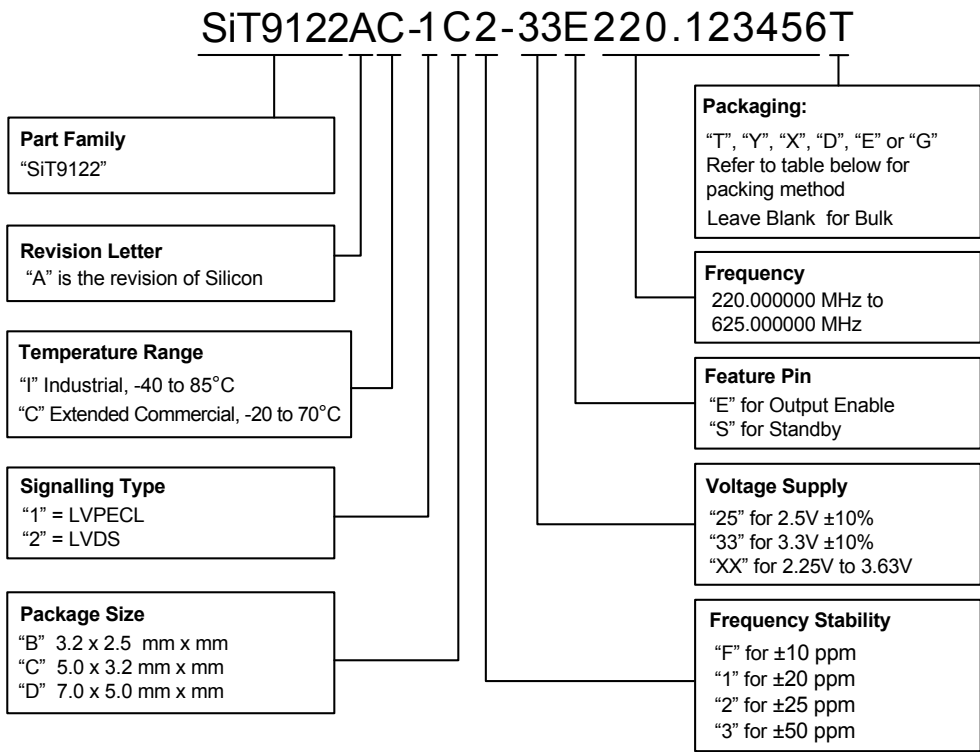 SiT9122AC-1C2-33E220.123456T
Part Family
“SiT9122”
Revision Letter
“A” is the revision of Silicon
Temperature Range
“I” Industrial, -40 to 85°C
“C” Extended Commercial, -20 to 70°C
Signalling Type
“1” = LVPECL
“2” = LVDS
Package Size
“B” 3.2 x 2.5 mm x mm
“C” 5.0 x 3.2 mm x mm
“D” 7.0 x 5.0 mm x mm
Packaging:
“T”, “Y”, “X”, “D”, “E” or “G”
Refer to table below for
packing method
Leave Blank for Bulk
Frequency
220.000000 MHz to
625.000000 MHz
Feature Pin
“E” for Output Enable
“S” for Standby
Voltage Supply
“25” for 2.5V ±10%
“33” for 3.3V ±10%
“XX” for 2.25V to 3.63V
Frequency Stability
“F” for ±10 ppm
“1” for ±20 ppm
“2” for ±25 ppm
“3” for ±50 ppm